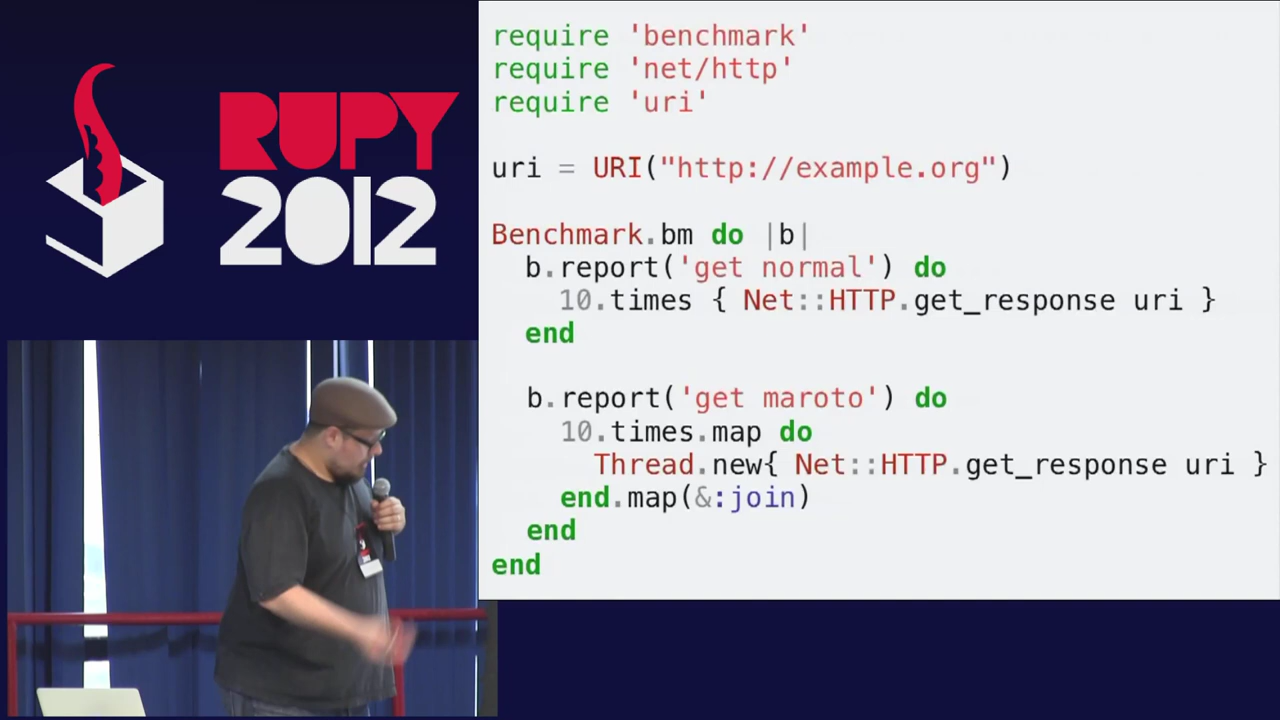 RUPY
2012
require 'benchmark'
require 'net/http'
require 'uri'
uri = URI("http://example.org")
Benchmark.bm do |b|
b.report('get normal') do
10.times { Net::HTTP.get_response uri }
end
b.report('get maroto') do
10.times.map do
Thread.new{ Net::HTTP.get_response uri }
end.map(&:join)
end
end